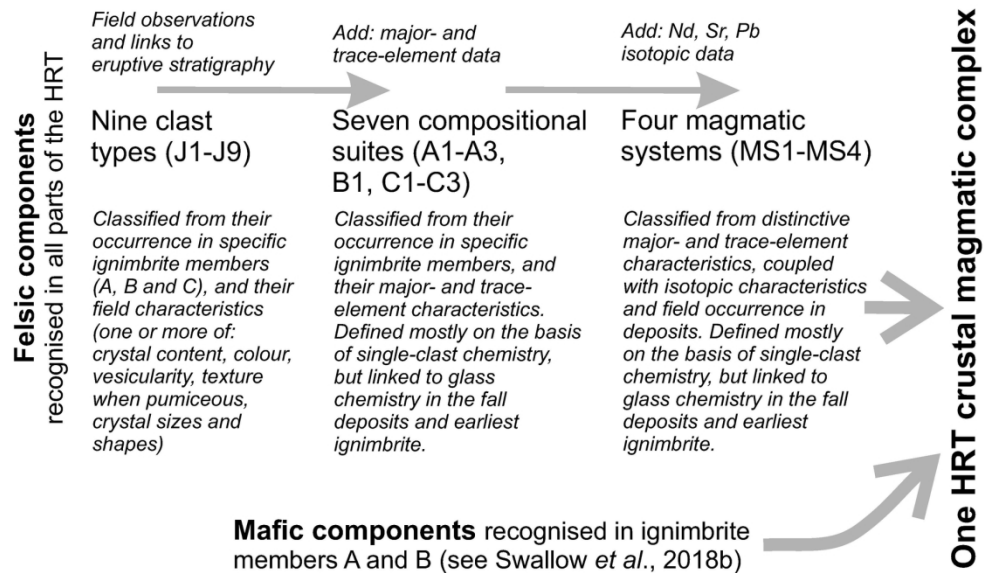 Felsic components
recognised in all parts of the HRT
Field observations
and links to
eruptive stratigraphy
Nine clast
types (J1-J9)
Classified from their
occurrence in specific
ignimbrite members
(A, B and C), and their
field characteristics
(one or more of:
crystal content, colour,
vesicularity, texture
when pumiceous,
crystal sizes and
shapes)
Add: major- and
trace-element data
Seven compositional
suites (A1-A3,
B1, C1-C3)
Classified from their
occurrence in specific
ignimbrite members, and
their major- and trace-
element characteristics.
Defined mostly on the basis
of single-clast chemistry,
but linked to glass
chemistry in the fall
deposits and earliest
ignimbrite.
Add: Nd, Sr, Pb
isotopic data
Four magmatic
systems (MS1-MS4)
Classified from distinctive
major- and trace-element
characteristics, coupled
with isotopic characteristics
and field occurrence in
deposits. Defined mostly
on the basis of single-clast
chemistry, but linked to
glass chemistry in the fall
deposits and earliest
ignimbrite.
Mafic components recognised in ignimbrite
members A and B (see Swallow et al., 2018b)
One HRT crustal magmatic complex